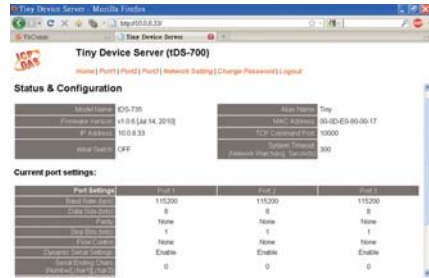 Tiny Device Server - Mozilla Firefox
http://10.0.8.33/
Tiny Device Server
ICP DAS
Tiny Device Server (tDS-700)
Home | Port1 | Port2 | Port3 | Network Setting | Change Password | Logout
Status & Configuration
Model Name tDS-735 Alias Name Tiny
Firmware Version v1.0.6 [Jul.14, 2010] MAC Address 00-0D-E0-80-00-17
IP Address 10.0.8.33 TCP Command Port 10000
Initial Switch OFF System Timeout (Network Watchdog, Seconds) 300
Current port settings:
Port Settings Port 1 Port 2 Port 3
Baud Rate (bps) 115200 115200 115200
Data Size (bits) 8 8 8
Parity None None None
Stop Bits (bits) 1 1 1
Flow Control None None None
Dynamic Serial Settings Enable Enable Enable
Serial Ending Chars 0 0 0